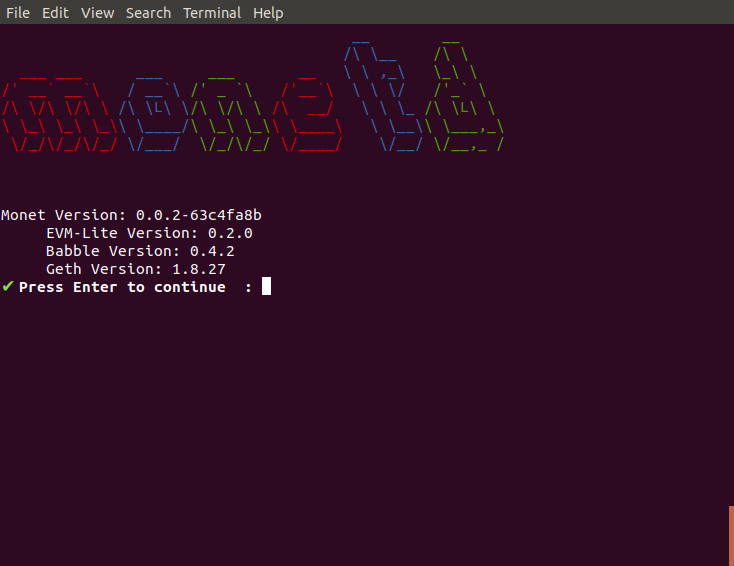 File Edit View Search Terminal Help
monetd
Monet Version: 0.0.2-63c4fa8b
EVM-Lite Version: 0.2.0
Babble Version: 0.4.2
Geth Version: 1.8.27
✔ Press Enter to continue  :